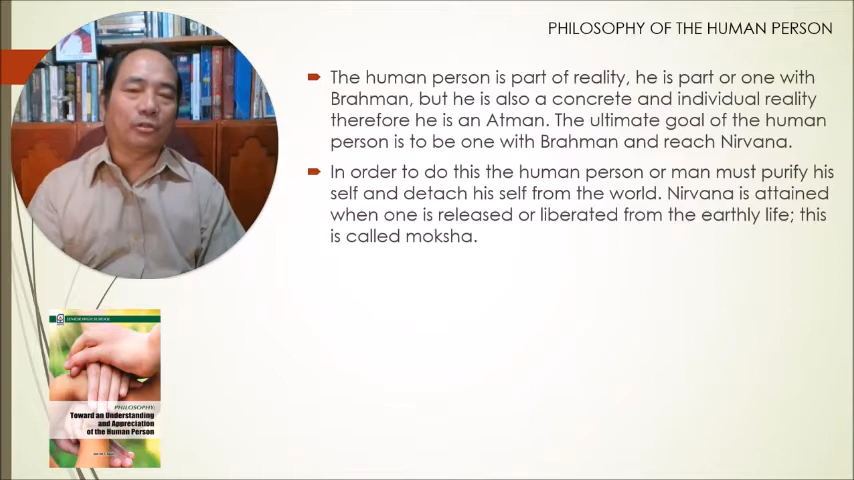 PHILOSOPHY OF THE HUMAN PERSON
The human person is part of reality, he is part or one with
Brahman, but he is also a concrete and individual reality
therefore he is an Atman. The ultimate goal of the human
person is to be one with Brahman and reach Nirvana.
In order to do this the human person or man must purify his
self and detach his self from the world. Nirvana is attained
when one is released or liberated from the earthly life; this
is called moksha.
PHILOSOPHY:
Toward an Understanding
and Appreciation
of the Human Person